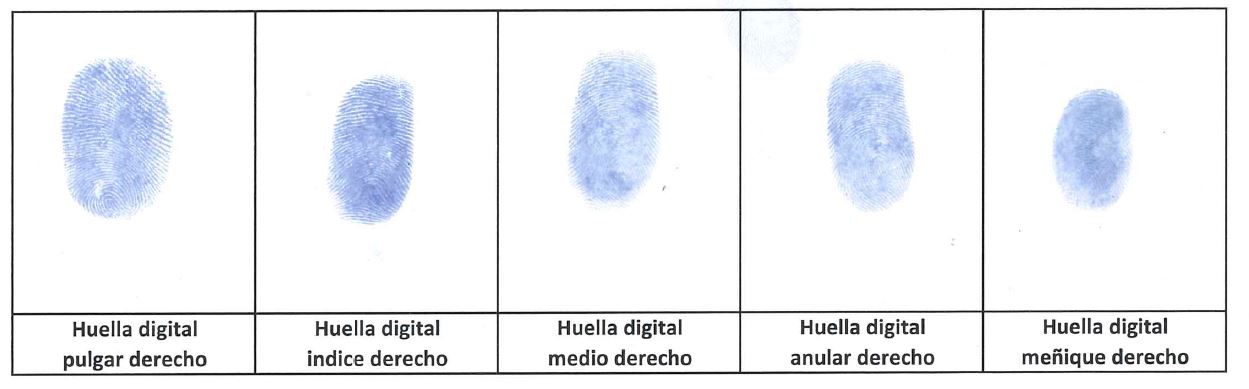 Huella digital
pulgar derecho
Huella digital
indice derecho
Huella digital
medio derecho
Huella digital
anular derecho
Huella digital
meñique derecho